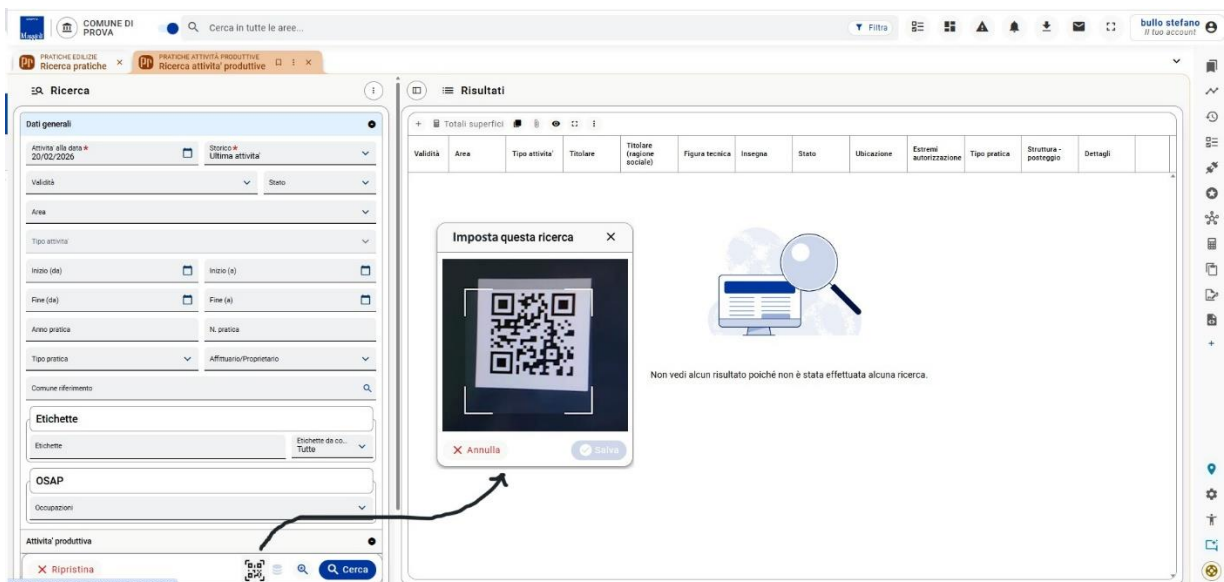 Maggioli
COMUNE DI
PROVA
Cerca in tutte le aree...
Filtra
bullo stefano
Il tuo account
PRATICHE EDILIZIE
Ricerca pratiche
PRATICHE ATTIVITÀ PRODUTTIVE
Ricerca attivita' produttive
Ricerca
Dati generali
Attivita' alla data *
20/02/2026
Storico *
Ultima attivita'
Validità
Stato
Area
Tipo attivita
Inizio (da)
Inizio (a)
Fine (da)
Fine (a)
Anno pratica
N. pratica
Tipo pratica
Affittuario/Proprietario
Comune riferimento
Etichette
Etichette
Etichette da co...
Tutte
OSAP
Occupazioni
Attivita' produttiva
Ripristina
Cerca
Risultati
Totali superfici
Validità
Area
Tipo attivita'
Titolare
Titolare
(ragione
sociale)
Figura tecnica
Insegna
Stato
Ubicazione
Estremi
autorizzazione
Tipo pratica
Struttura -
posteggio
Dettagli
Imposta questa ricerca
Annulla
Salva
Non vedi alcun risultato poiché non è stata effettuata alcuna ricerca.